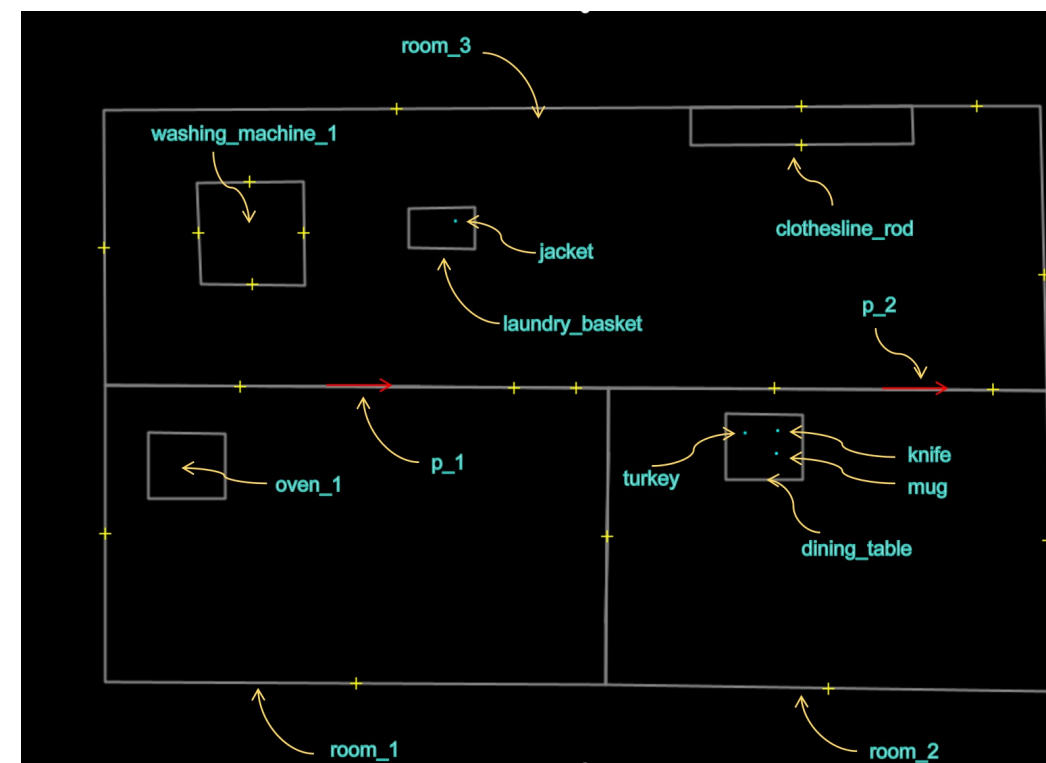 room_3
washing_machine_1
clothesline_rod
jacket
laundry_basket
p_2
p_1
oven_1
turkey
knife
mug
dining_table
room_1
room_2